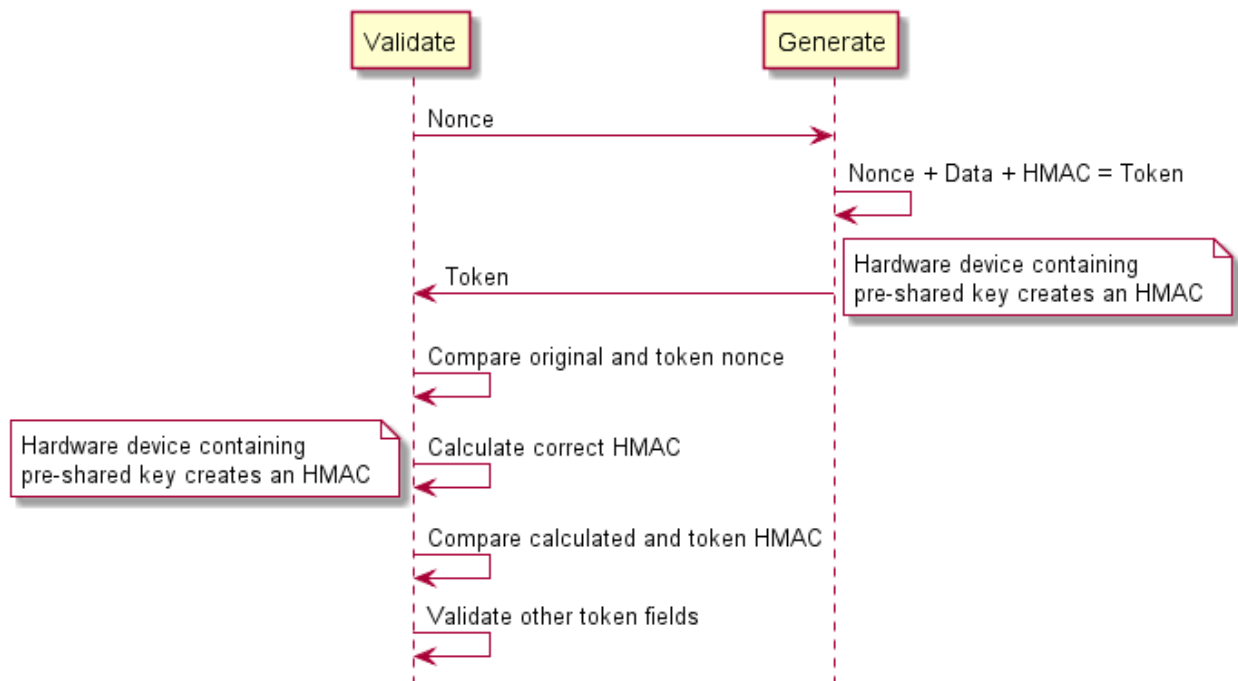 Validate
Generate
Nonce
Nonce + Data + HMAC = Token
Hardware device containing
pre-shared key creates an HMAC
Token
Compare original and token nonce
Hardware device containing
pre-shared key creates an HMAC
Calculate correct HMAC
Compare calculated and token HMAC
Validate other token fields